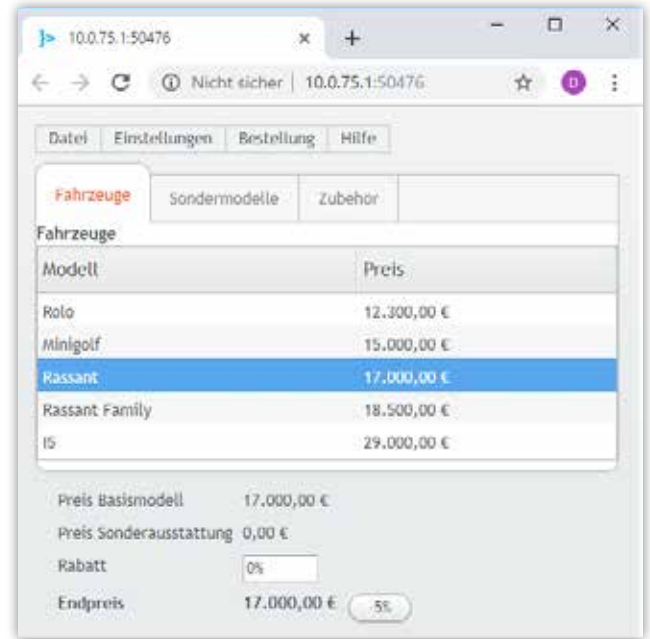 10.0.75.1:50476
Nicht sicher | 10.0.75.1:50476
D
Datei Einstellungen Bestellung Hilfe
Fahrzeuge Sondermodelle Zubehör
Fahrzeuge
Modell Preis
Rolo 12.300,00 €
Minigolf 15.000,00 €
Rassant 17.000,00 €
Rassant Family 18.500,00 €
I5 29.000,00 €
Preis Basismodell 17.000,00 €
Preis Sonderausstattung 0,00 €
Rabatt 0%
Endpreis 17.000,00 € 5%